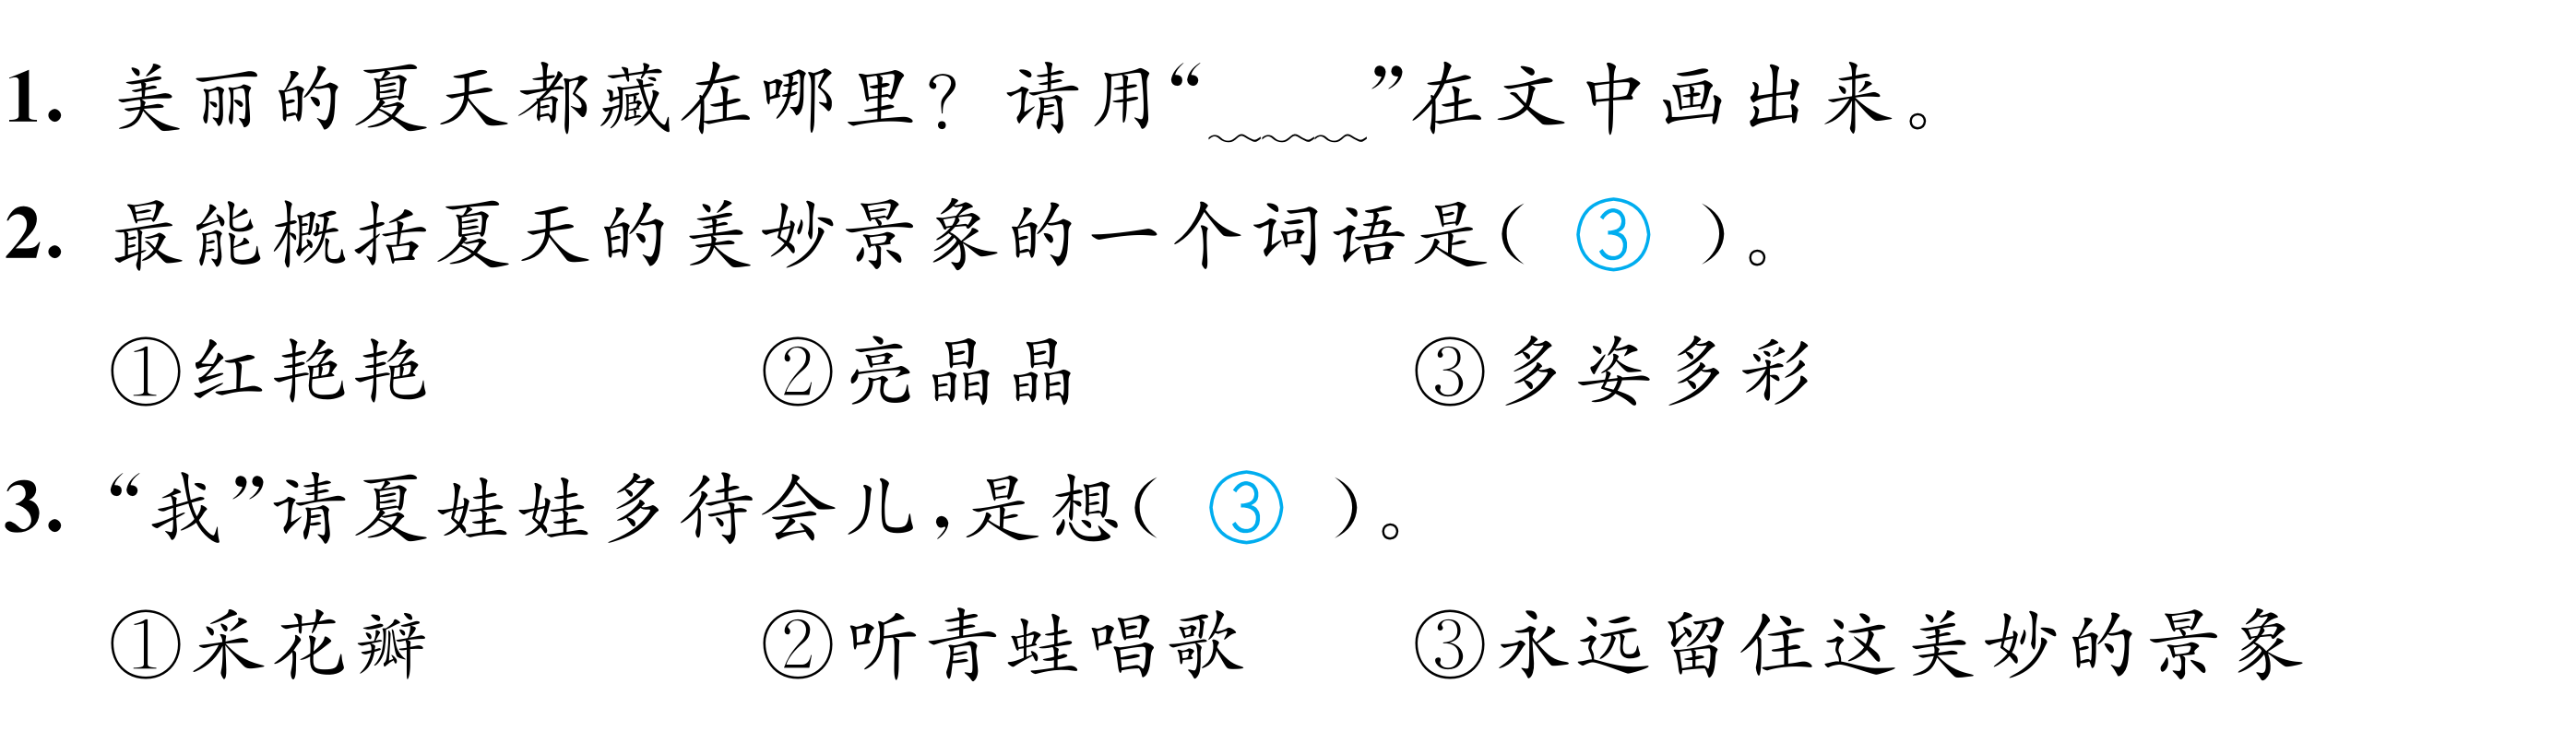 1. 美丽的夏天都藏在哪里？请用“﹏﹏﹏”在文中画出来。
2. 最能概括夏天的美妙景象的一个词语是（ ③ ）。
①红艳艳 ②亮晶晶 ③多姿多彩
3. “我”请夏娃娃多待会儿，是想（ ③ ）。
①采花瓣 ②听青蛙唱歌 ③永远留住这美妙的景象